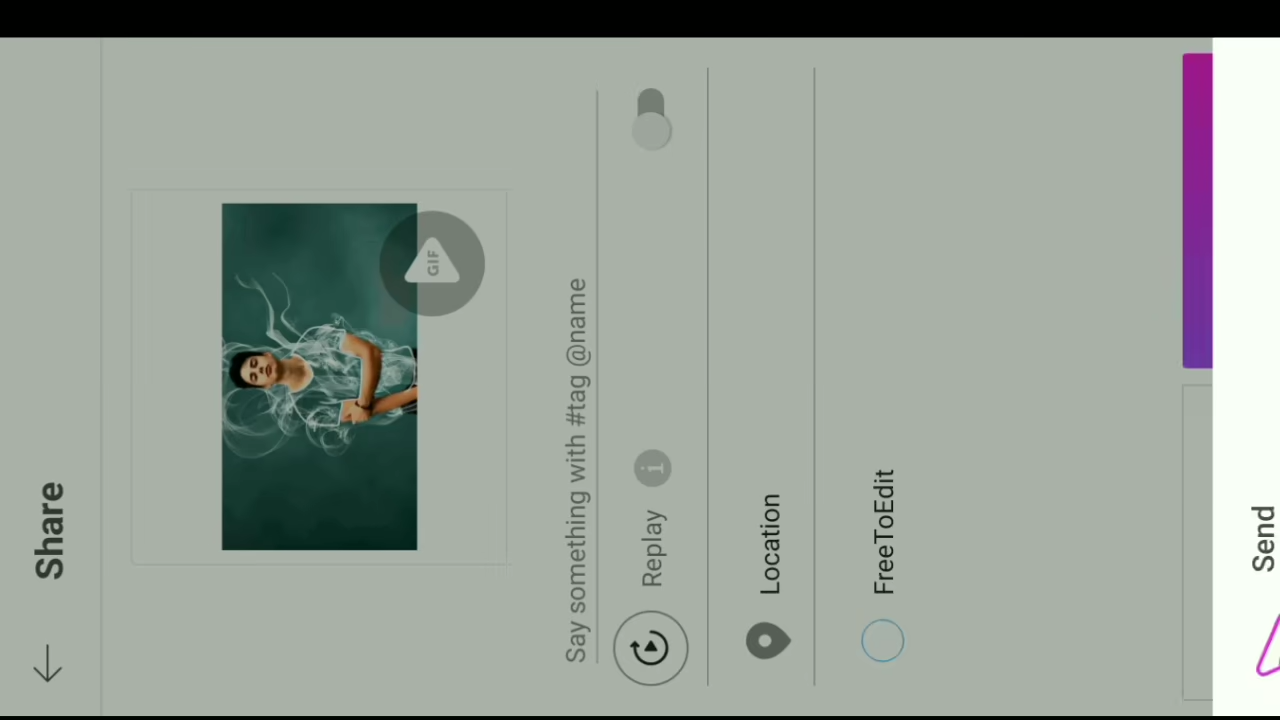 Share
GIF
Say something with #tag @name
Replay i
Location
FreeToEdit
Send